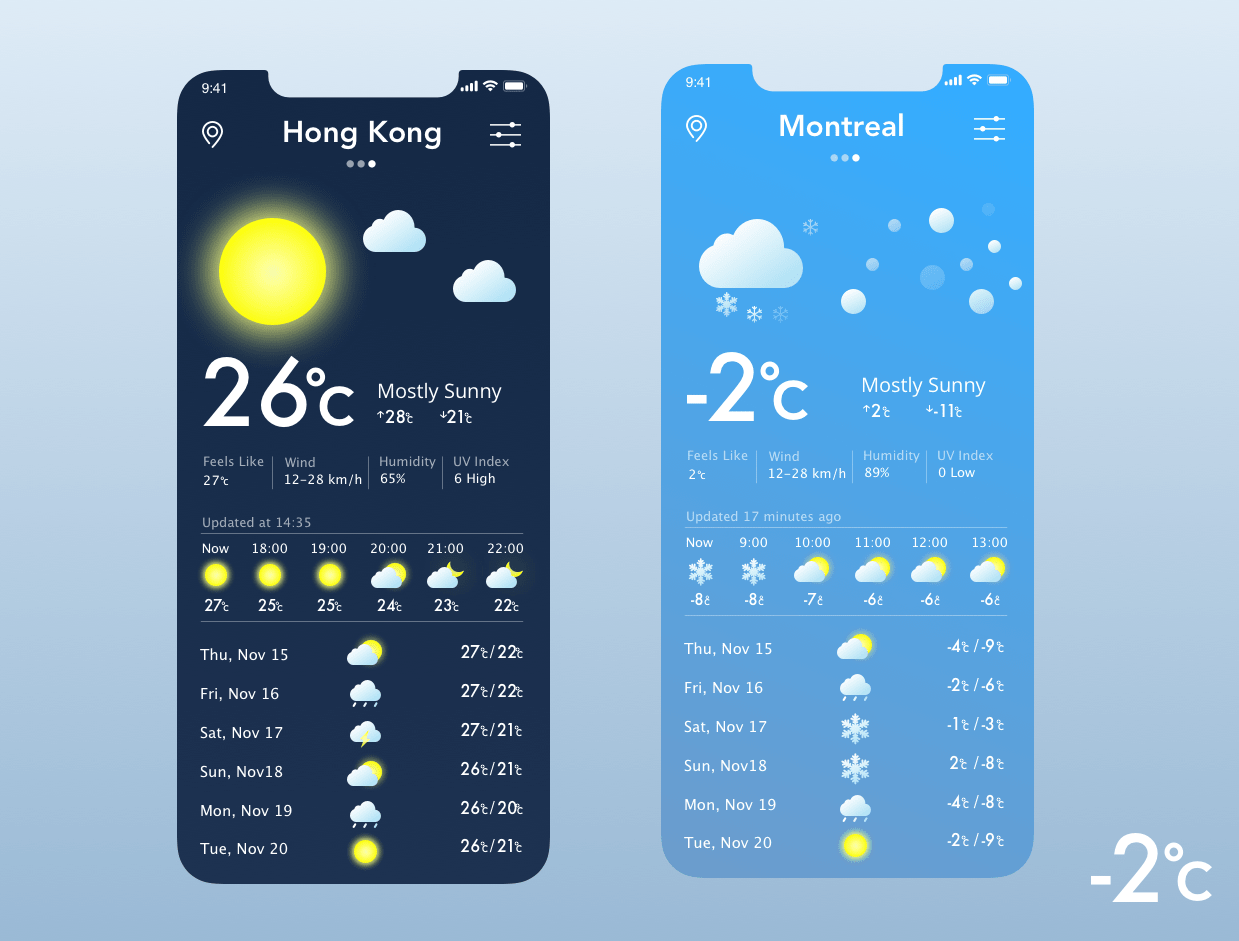 9:41
Hong Kong
26°C
Mostly Sunny
↑28°C ↓21°C
Feels Like Wind Humidity UV Index
27°C 12-28 km/h 65% 6 High
Updated at 14:35
Now 18:00 19:00 20:00 21:00 22:00
27°C 25°C 25°C 24°C 23°C 22°C
Thu, Nov 15 27°C/22°C
Fri, Nov 16 27°C/22°C
Sat, Nov 17 27°C/21°C
Sun, Nov18 26°C/21°C
Mon, Nov 19 26°C/20°C
Tue, Nov 20 26°C/21°C
9:41
Montreal
-2°C
Mostly Sunny
↑2°C ↓-11°C
Feels Like Wind Humidity UV Index
2°C 12-28 km/h 89% 0 Low
Updated 17 minutes ago
Now 9:00 10:00 11:00 12:00 13:00
-8°C -8°C -7°C -6°C -6°C -6°C
Thu, Nov 15 -4°C/-9°C
Fri, Nov 16 -2°C/-6°C
Sat, Nov 17 -1°C/-3°C
Sun, Nov18 2°C/-8°C
Mon, Nov 19 -4°C/-8°C
Tue, Nov 20 -2°C/-9°C
-2°C